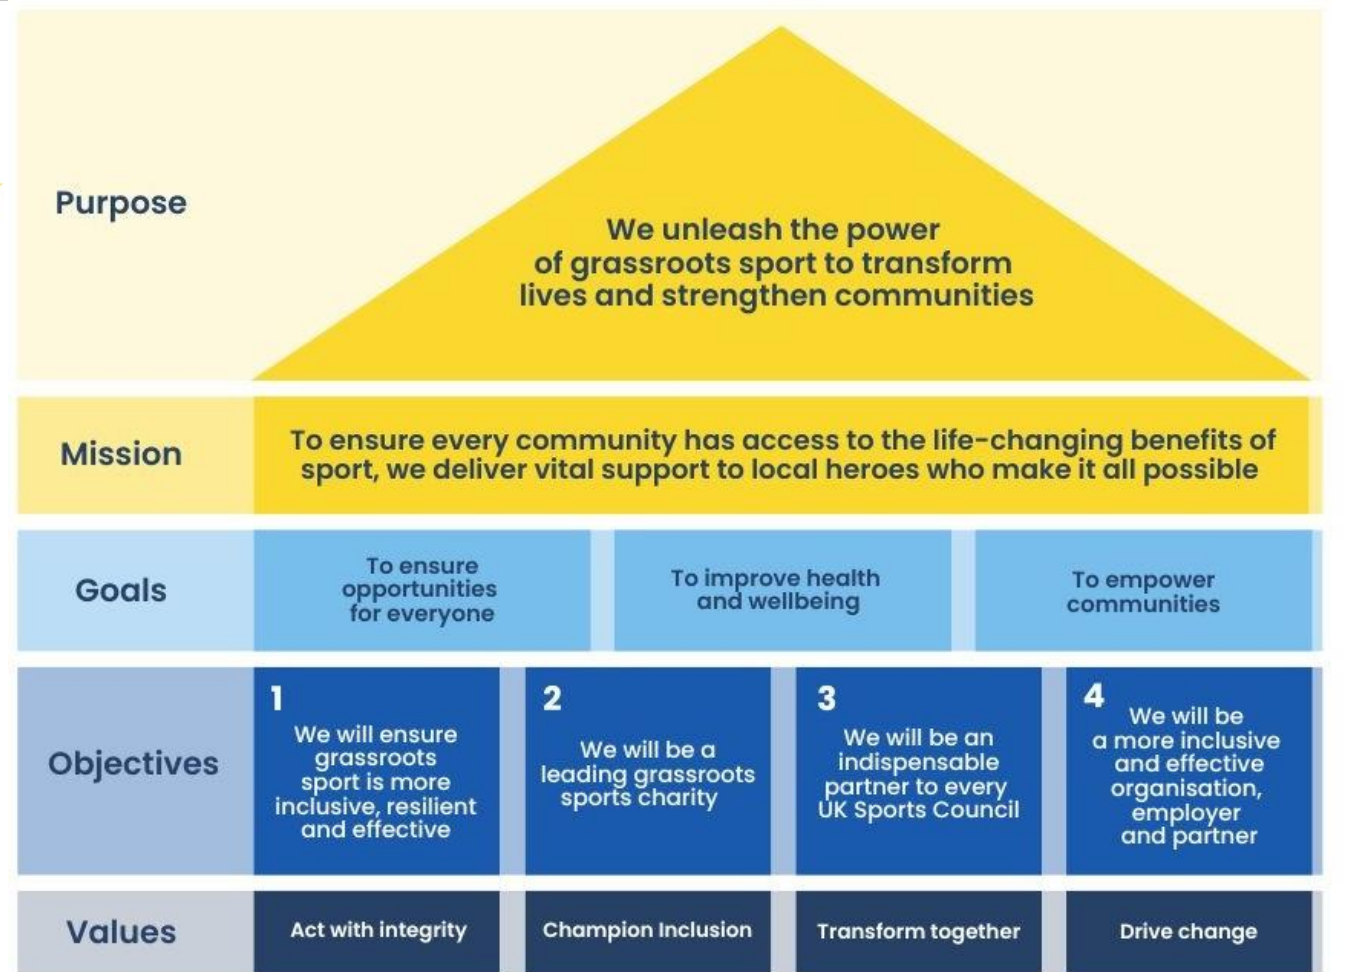 Purpose
We unleash the power
of grassroots sport to transform
lives and strengthen communities
Mission
To ensure every community has access to the life-changing benefits of
sport, we deliver vital support to local heroes who make it all possible
Goals
To ensure
opportunities
for everyone
To improve health
and wellbeing
To empower
communities
Objectives
1
We will ensure
grassroots
sport is more
inclusive, resilient
and effective
2
We will be a
leading grassroots
sports charity
3
We will be an
indispensable
partner to every
UK Sports Council
4
We will be
a more inclusive
and effective
organisation,
employer
and partner
Values
Act with integrity
Champion Inclusion
Transform together
Drive change